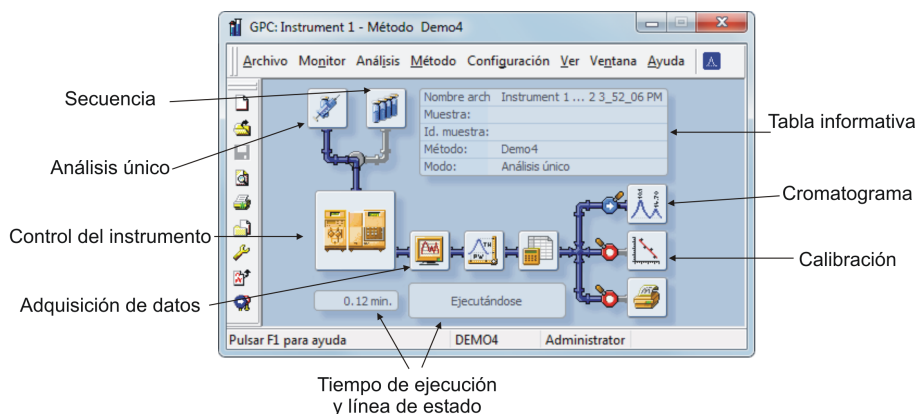 GPC: Instrument 1 - Método Demo4
Archivo Monitor Análisis Método Configuración Ver Ventana Ayuda
Secuencia
Análisis único
Control del instrumento
Adquisición de datos
Nombre arch Instrument 1 ... 2 3_52_06 PM
Muestra:
Id. muestra:
Método: Demo4
Modo: Análisis único
Tabla informativa
Cromatograma
Calibración
TH
PW
0.12 min.
Ejecutándose
Pulsar F1 para ayuda DEMO4 Administrator
Tiempo de ejecución
y línea de estado